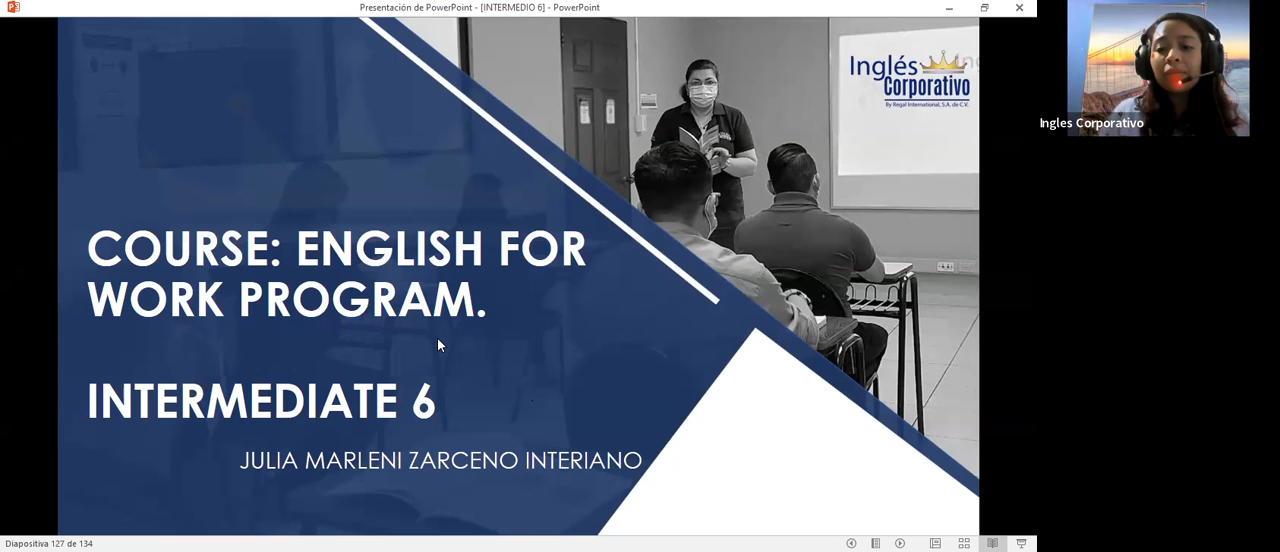 Presentación de PowerPoint - [INTERMEDIO 6] - PowerPoint
Inglés
Corporativo
By Regal International, S.A. de C.V.
Ingles Corporativo
COURSE: ENGLISH FOR
WORK PROGRAM.
INTERMEDIATE 6
JULIA MARLENI ZARCENO INTERIANO
Diapositiva 127 de 134